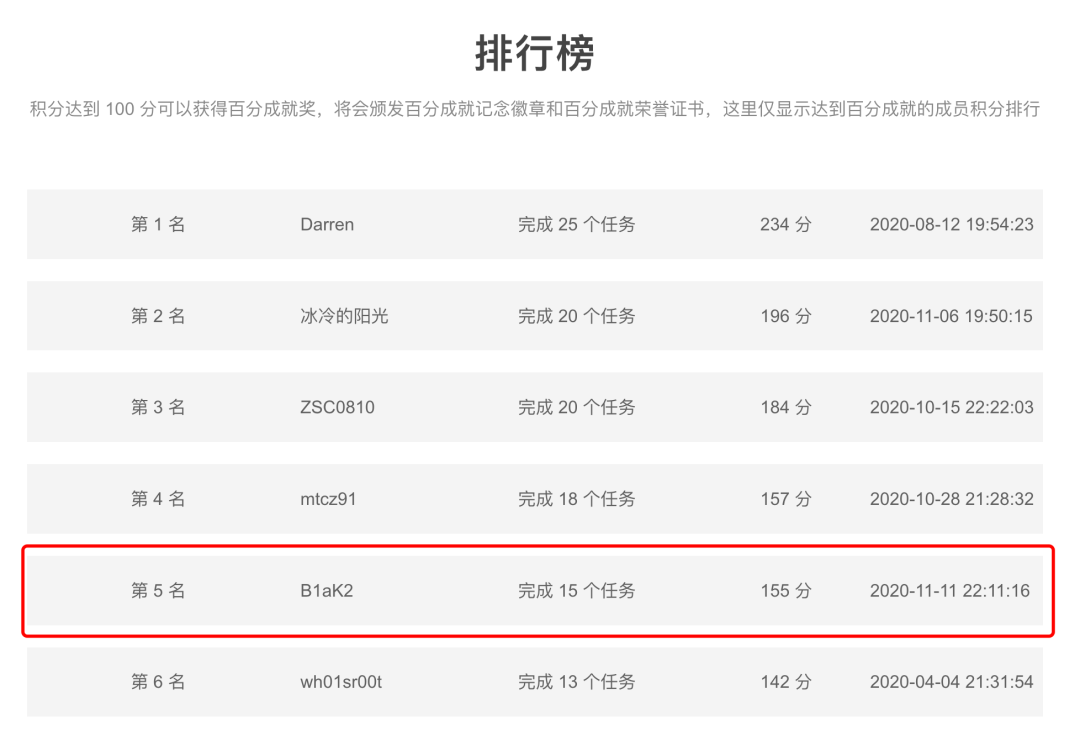 排行榜
积分达到 100 分可以获得百分成就奖，将会颁发百分成就记念徽章和百分成就荣誉证书，这里仅显示达到百分成就的成员积分排行
第 1 名 Darren 完成 25 个任务 234 分 2020-08-12 19:54:23
第 2 名 冰冷的阳光 完成 20 个任务 196 分 2020-11-06 19:50:15
第 3 名 ZSC0810 完成 20 个任务 184 分 2020-10-15 22:22:03
第 4 名 mtcz91 完成 18 个任务 157 分 2020-10-28 21:28:32
第 5 名 B1aK2 完成 15 个任务 155 分 2020-11-11 22:11:16
第 6 名 wh01sr00t 完成 13 个任务 142 分 2020-04-04 21:31:54